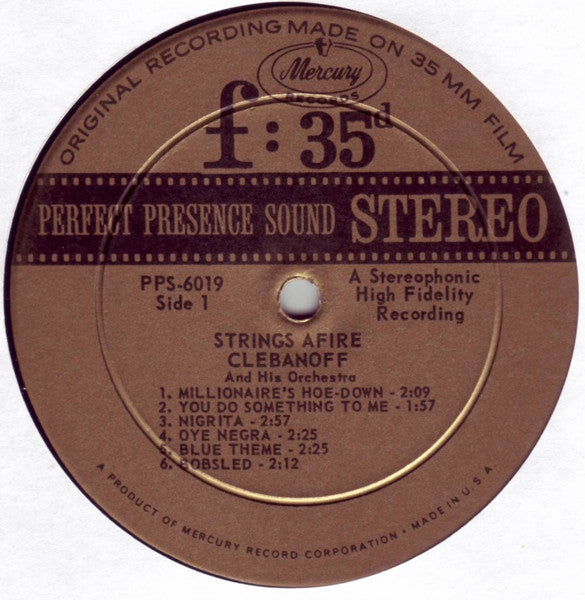 ORIGINAL RECORDING MADE ON 35 MM FILM
Mercury
RECORDS
f:35d
PERFECT PRESENCE SOUND STEREO
PPS-6019
Side 1
A Stereophonic
High Fidelity
Recording
STRINGS AFIRE
CLEBANOFF
And His Orchestra
1. MILLIONAIRE'S HOE-DOWN - 2:09
2. YOU DO SOMETHING TO ME - 1:57
3. NIGRITA - 2:57
4. OYE NEGRA - 2:25
5. BLUE THEME - 2:25
6. BOBSLED - 2:12
A PRODUCT OF MERCURY RECORD CORPORATION • MADE IN U.S.A.